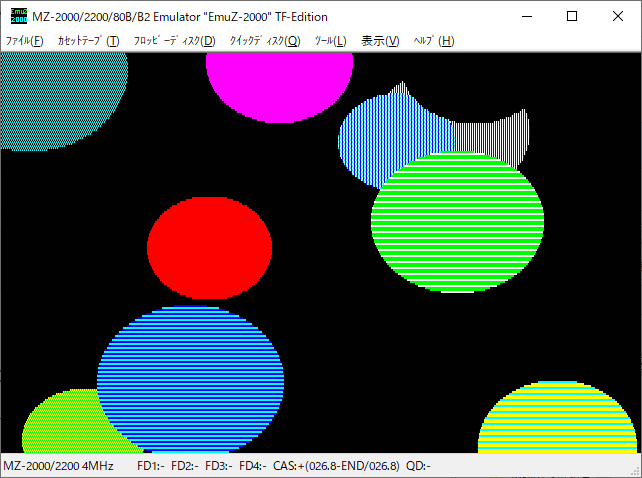 EmuZ 2000
MZ-2000/2200/80B/B2 Emulator "EmuZ-2000" TF-Edition
ﾌｧｲﾙ(F) ｶｾｯﾄﾃｰﾌﾟ(T) ﾌﾛｯﾋﾟｰﾃﾞｨｽｸ(D) ｸｲｯｸﾃﾞｨｽｸ(Q) ﾂｰﾙ(L) 表示(V) ﾍﾙﾌﾟ(H)
MZ-2000/2200 4MHz FD1:- FD2:- FD3:- FD4:- CAS:+(026.8-END/026.8) QD:-